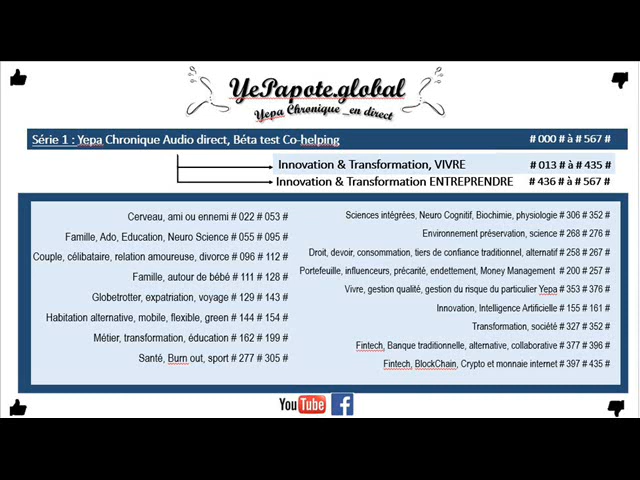 YePapote.global
Yepa Chronique _en direct
Série 1 : Yepa Chronique Audio direct, Béta test Co-helping # 000 # à # 567 #
Innovation & Transformation, VIVRE # 013 # à # 435 #
Innovation & Transformation ENTREPRENDRE # 436 # à # 567 #
Cerveau, ami ou ennemi # 022 # 053 #
Famille, Ado, Education, Neuro Science # 055 # 095 #
Couple, célibataire, relation amoureuse, divorce # 096 # 112 #
Famille, autour de bébé # 111 # 128 #
Globetrotter, expatriation, voyage # 129 # 143 #
Habitation alternative, mobile, flexible, green # 144 # 154 #
Métier, transformation, éducation # 162 # 199 #
Santé, Burn out, sport # 277 # 305 #
Sciences intégrées, Neuro Cognitif, Biochimie, physiologie # 306 # 352 #
Environnement préservation, science # 268 # 276 #
Droit, devoir, consommation, tiers de confiance traditionnel, alternatif # 258 # 267 #
Portefeuille, influenceurs, précarité, endettement, Money Management # 200 # 257 #
Vivre, gestion qualité, gestion du risque du particulier Yepa # 353 # 376 #
Innovation, Intelligence Artificielle # 155 # 161 #
Transformation, société # 327 # 352 #
Fintech, Banque traditionnelle, alternative, collaborative # 377 # 396 #
Fintech, BlockChain, Crypto et monnaie internet # 397 # 435 #
YouTube f